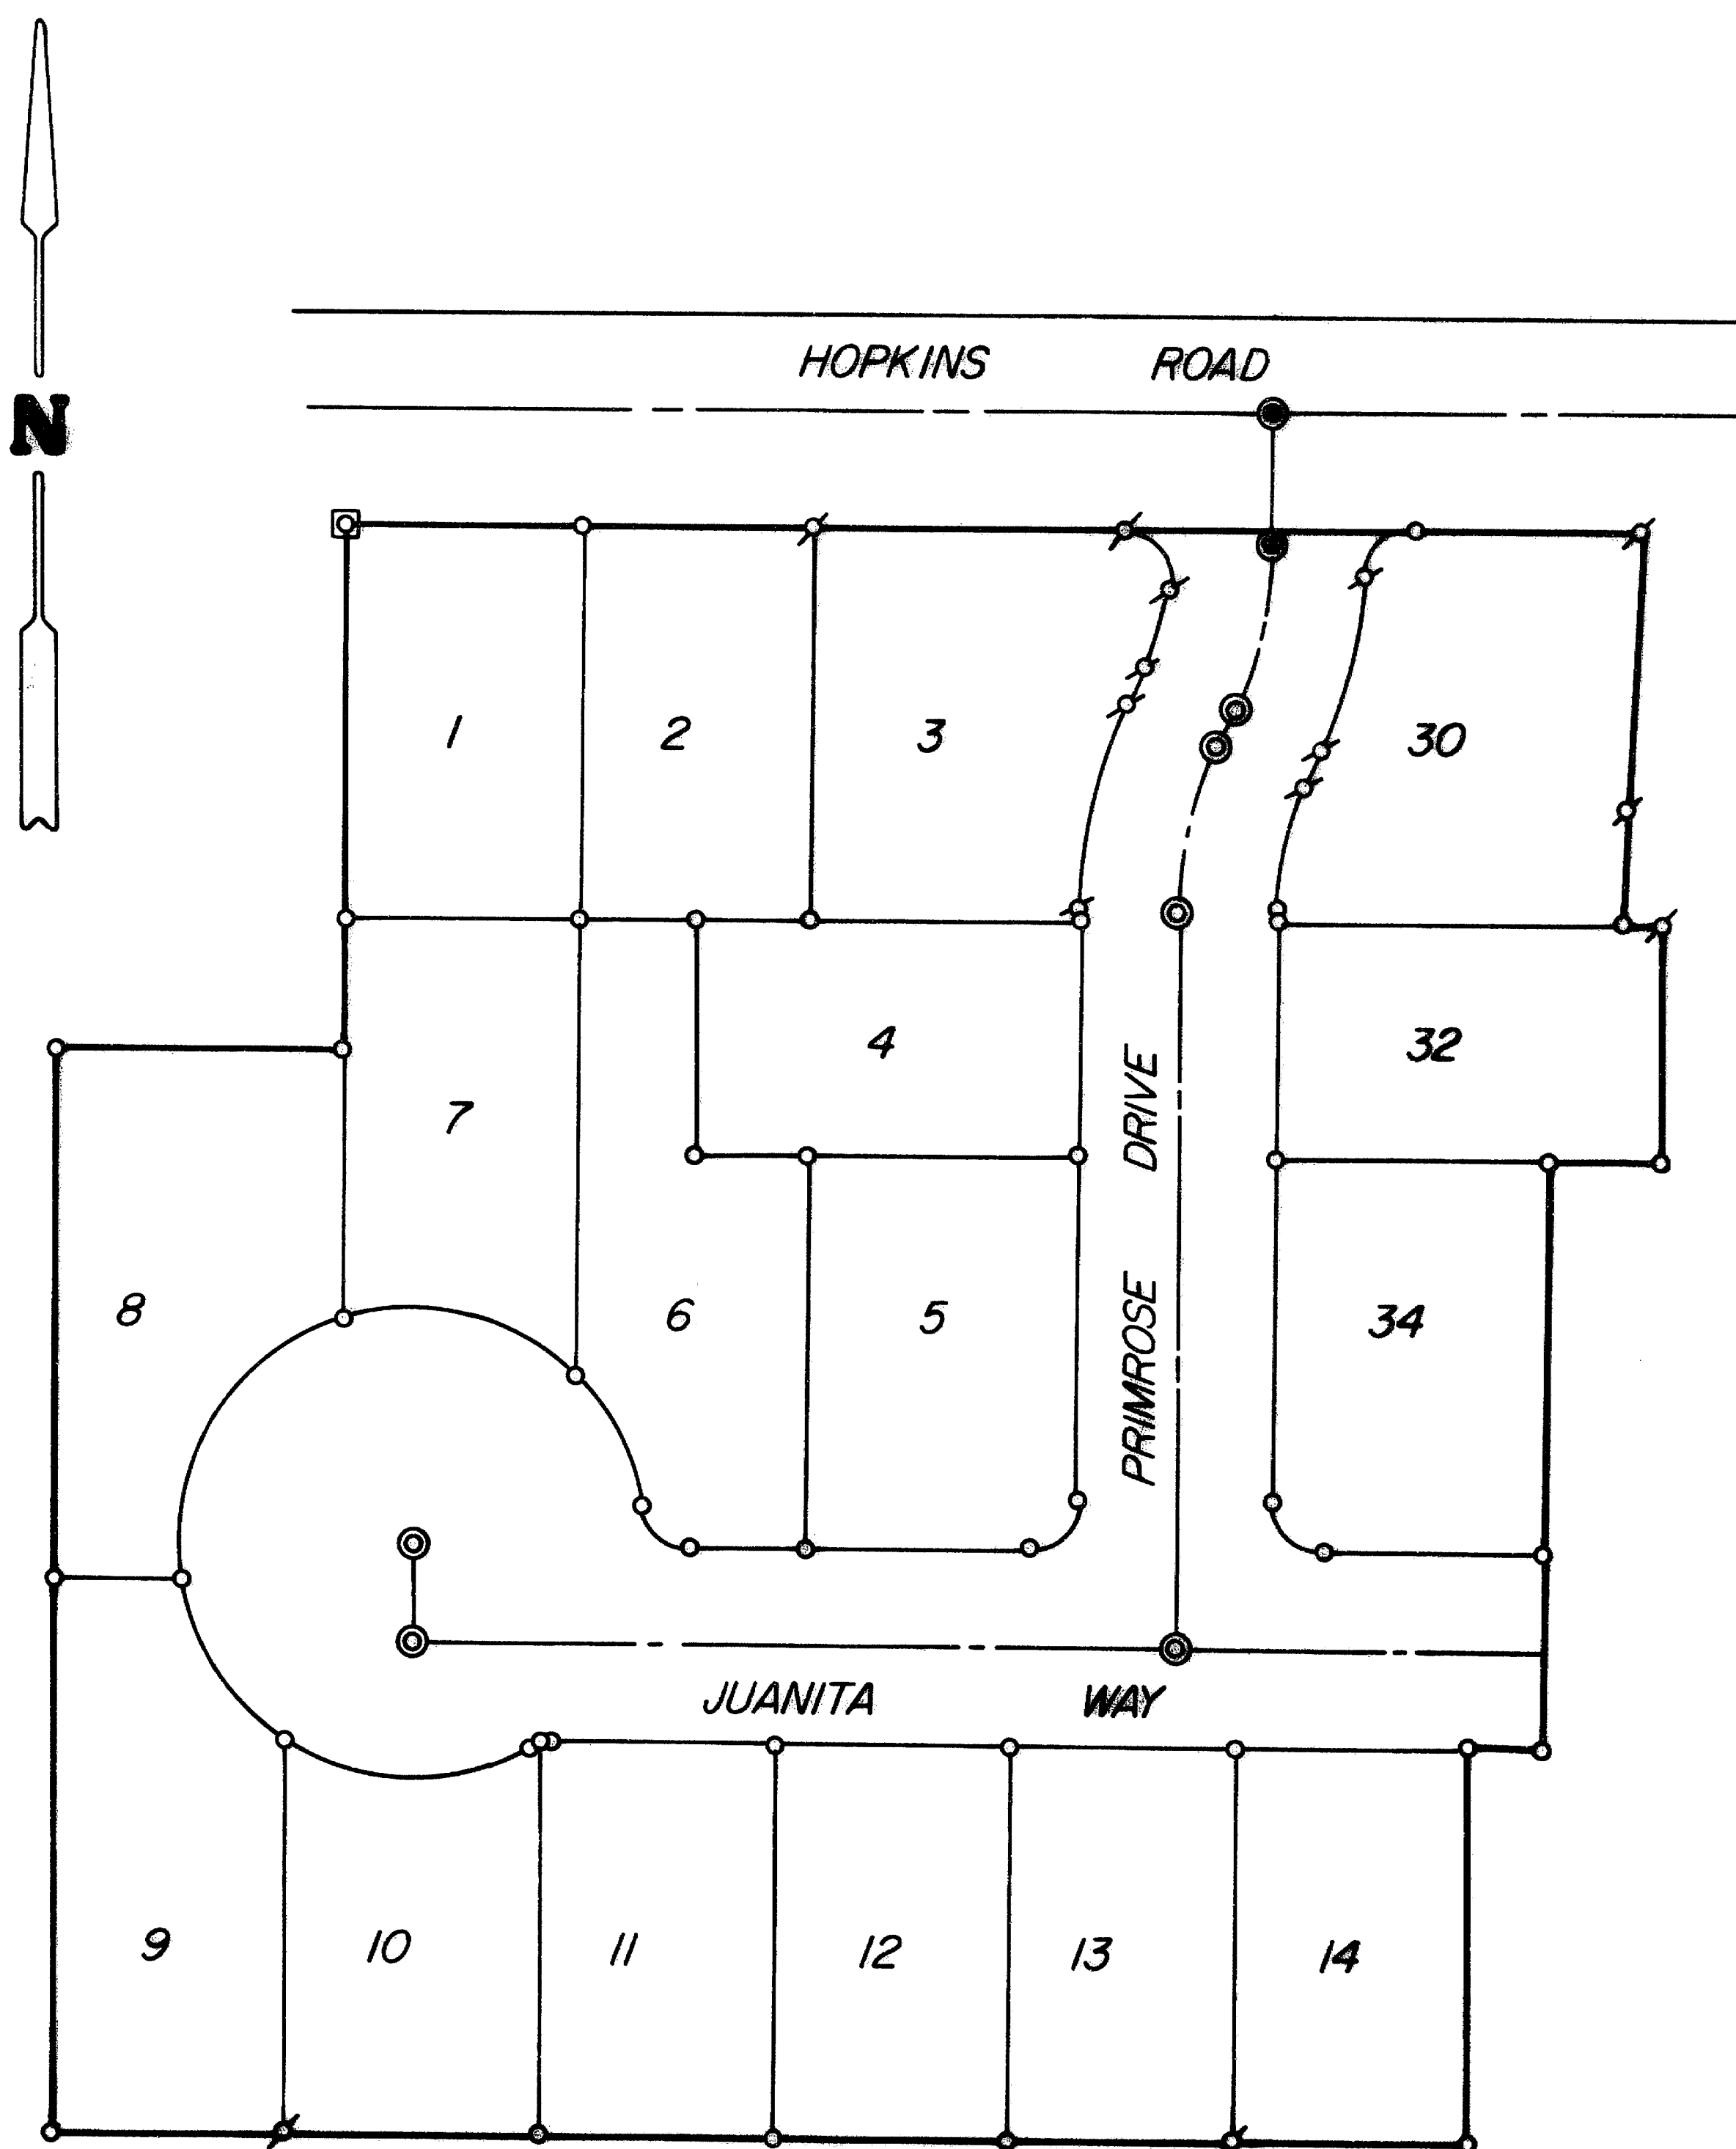 HOPKINS ROAD
N
1 2 3 30
4 32
7
8 6 5 34
PRIMROSE DRIVE
JUANITA WAY
9 10 11 12 13 14